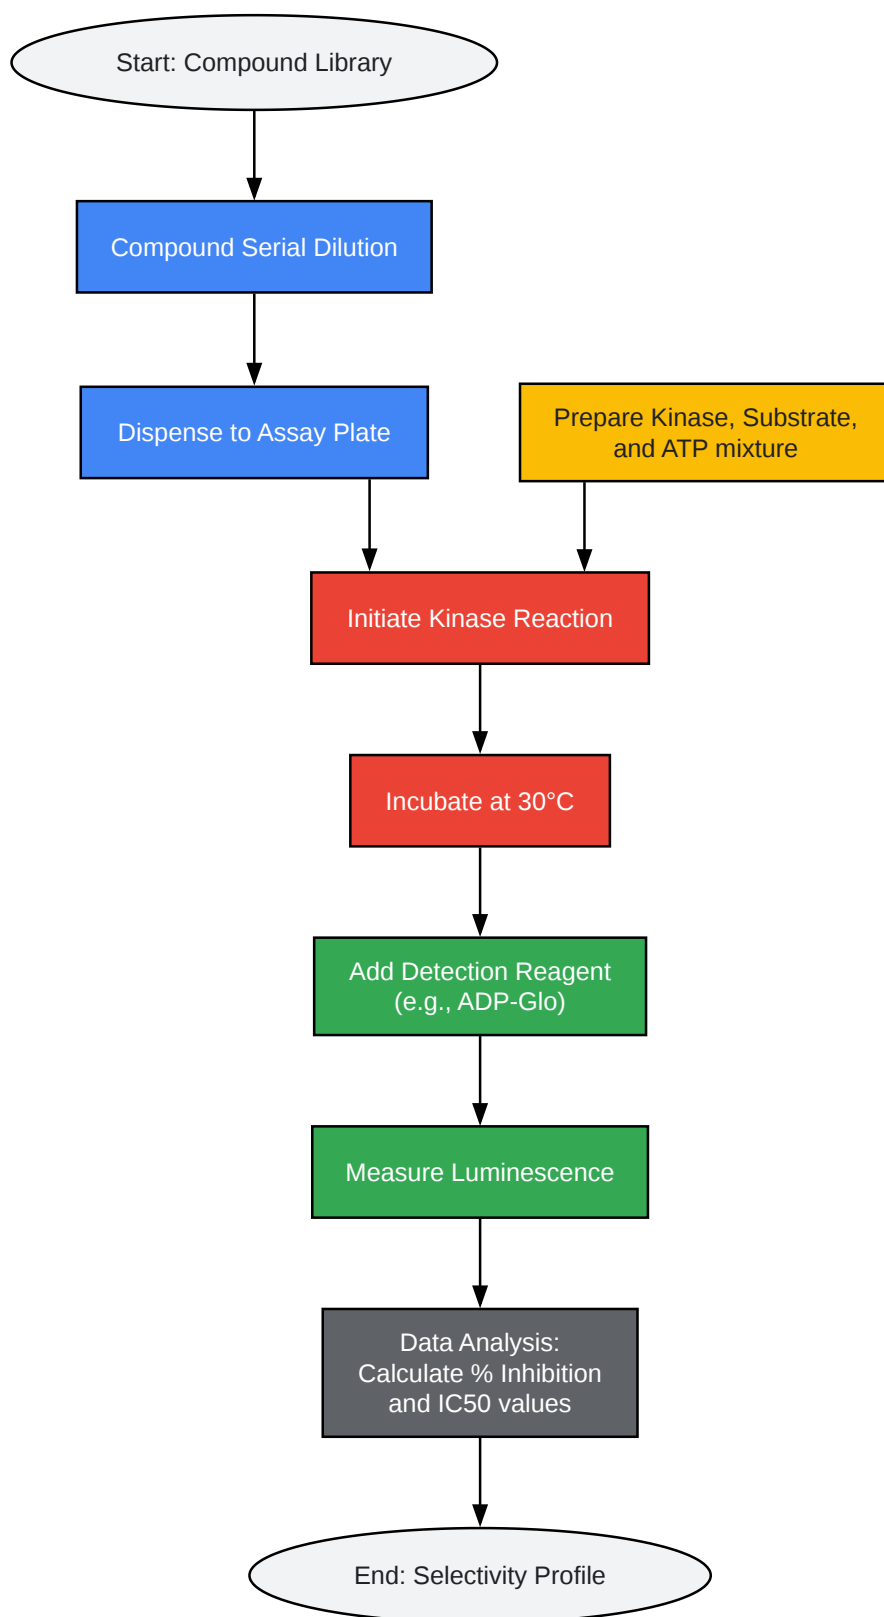 Start: Compound Library
Compound Serial Dilution
Dispense to Assay Plate
Prepare Kinase, Substrate,
and ATP mixture
Initiate Kinase Reaction
Incubate at 30°C
Add Detection Reagent
(e.g., ADP-Glo)
Measure Luminescence
Data Analysis:
Calculate % Inhibition
and IC50 values
End: Selectivity Profile